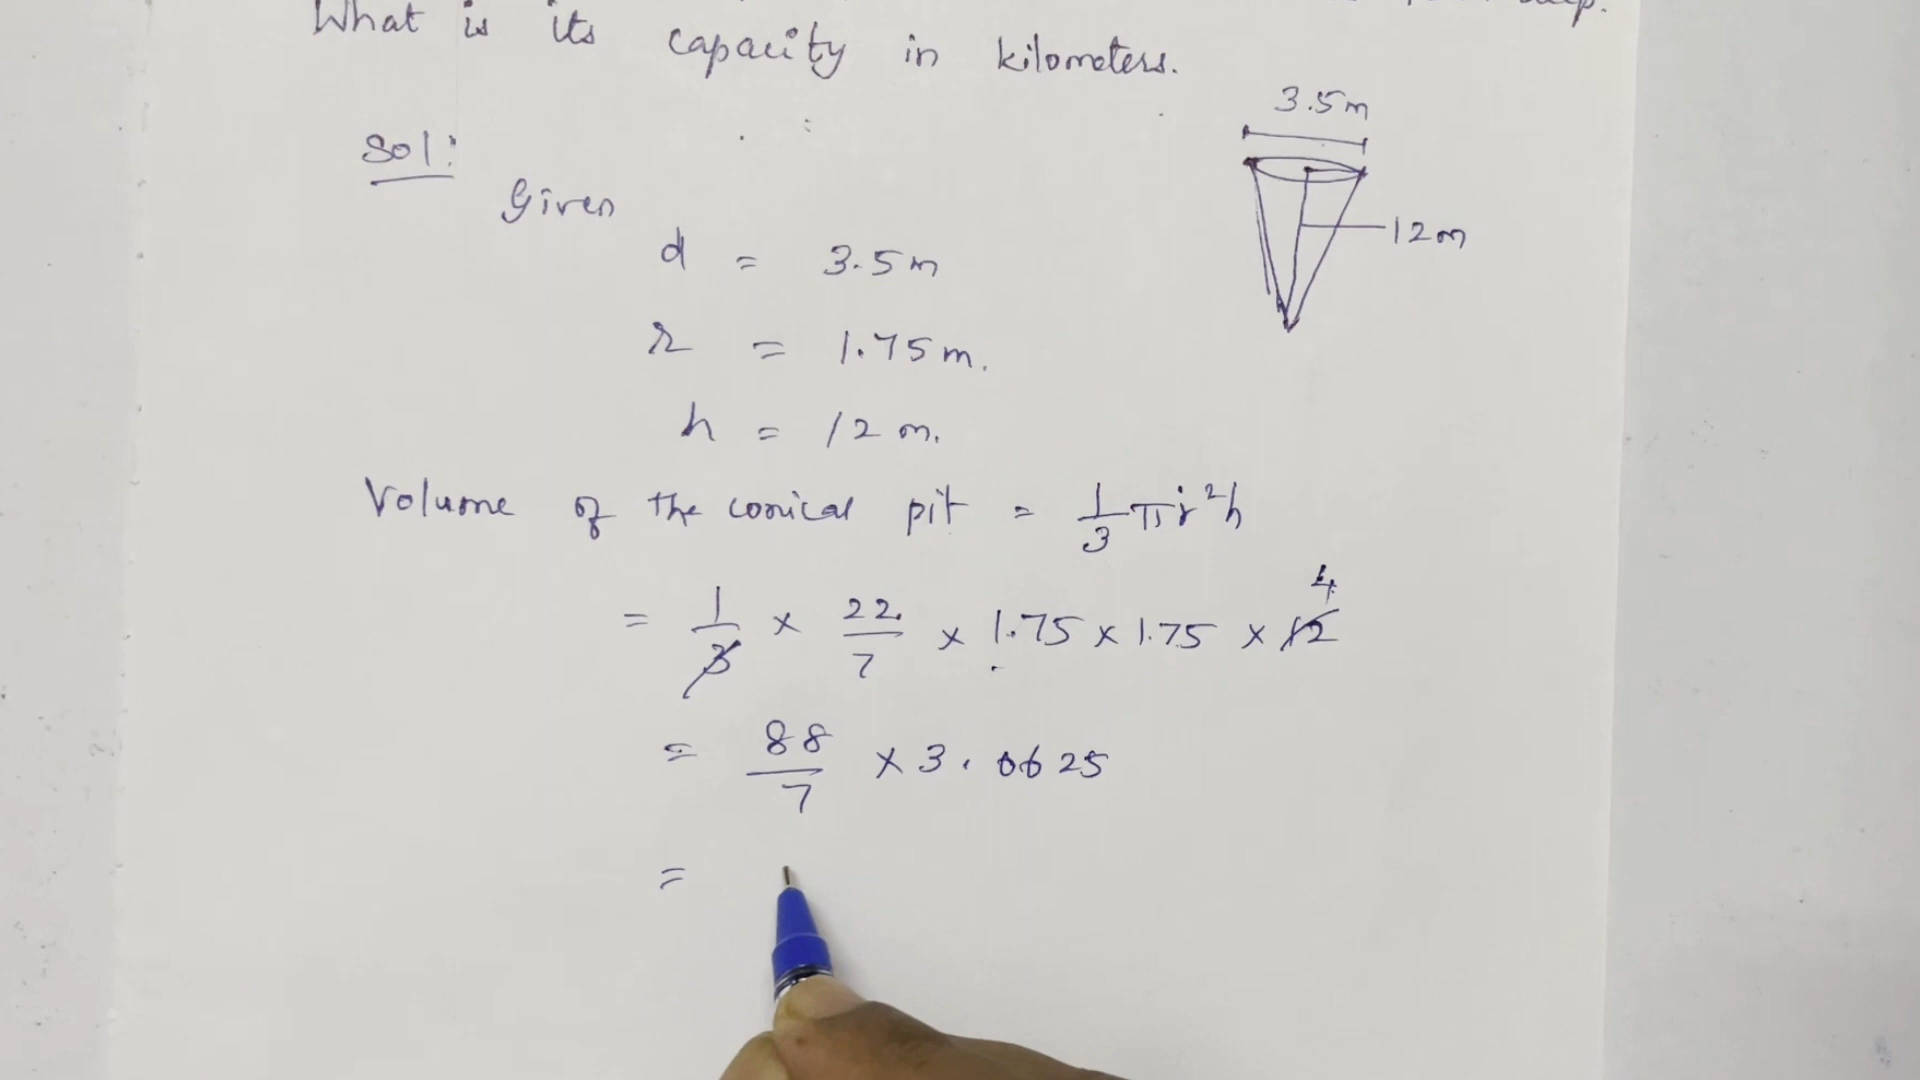 What is its capacity in kilometers.
3.5m
Sol:
Given
12m
d = 3.5m
r = 1.75m.
h = 12m.
Volume of the conical pit = 1/3 πr²h
= 1/3 × 22/7 × 1.75 × 1.75 × 12 4
= 88/7 × 3.0625
=